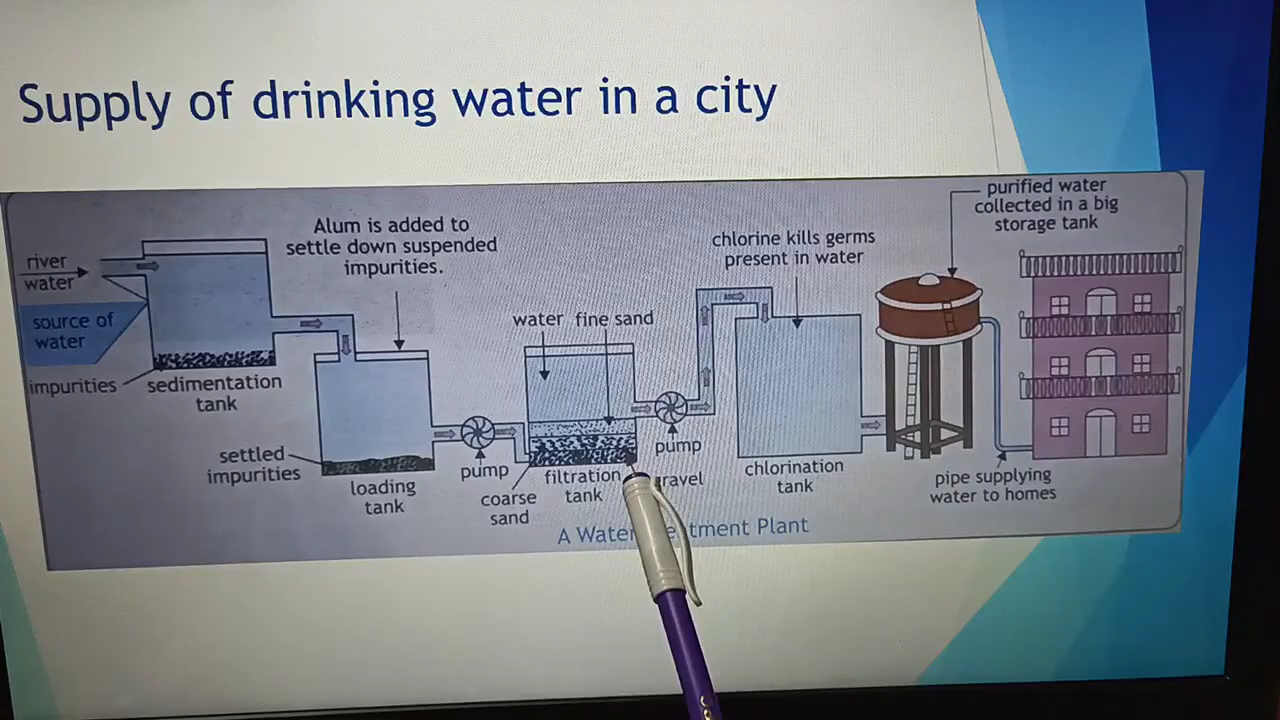 Supply of drinking water in a city
river
water
source of
water
impurities
sedimentation
tank
Alum is added to
settle down suspended
impurities.
settled
impurities
loading
tank
pump
water fine sand
coarse
sand
filtration
tank
pump
chlorine kills germs
present in water
chlorination
tank
purified water
collected in a big
storage tank
pipe supplying
water to homes
A Water
Plant